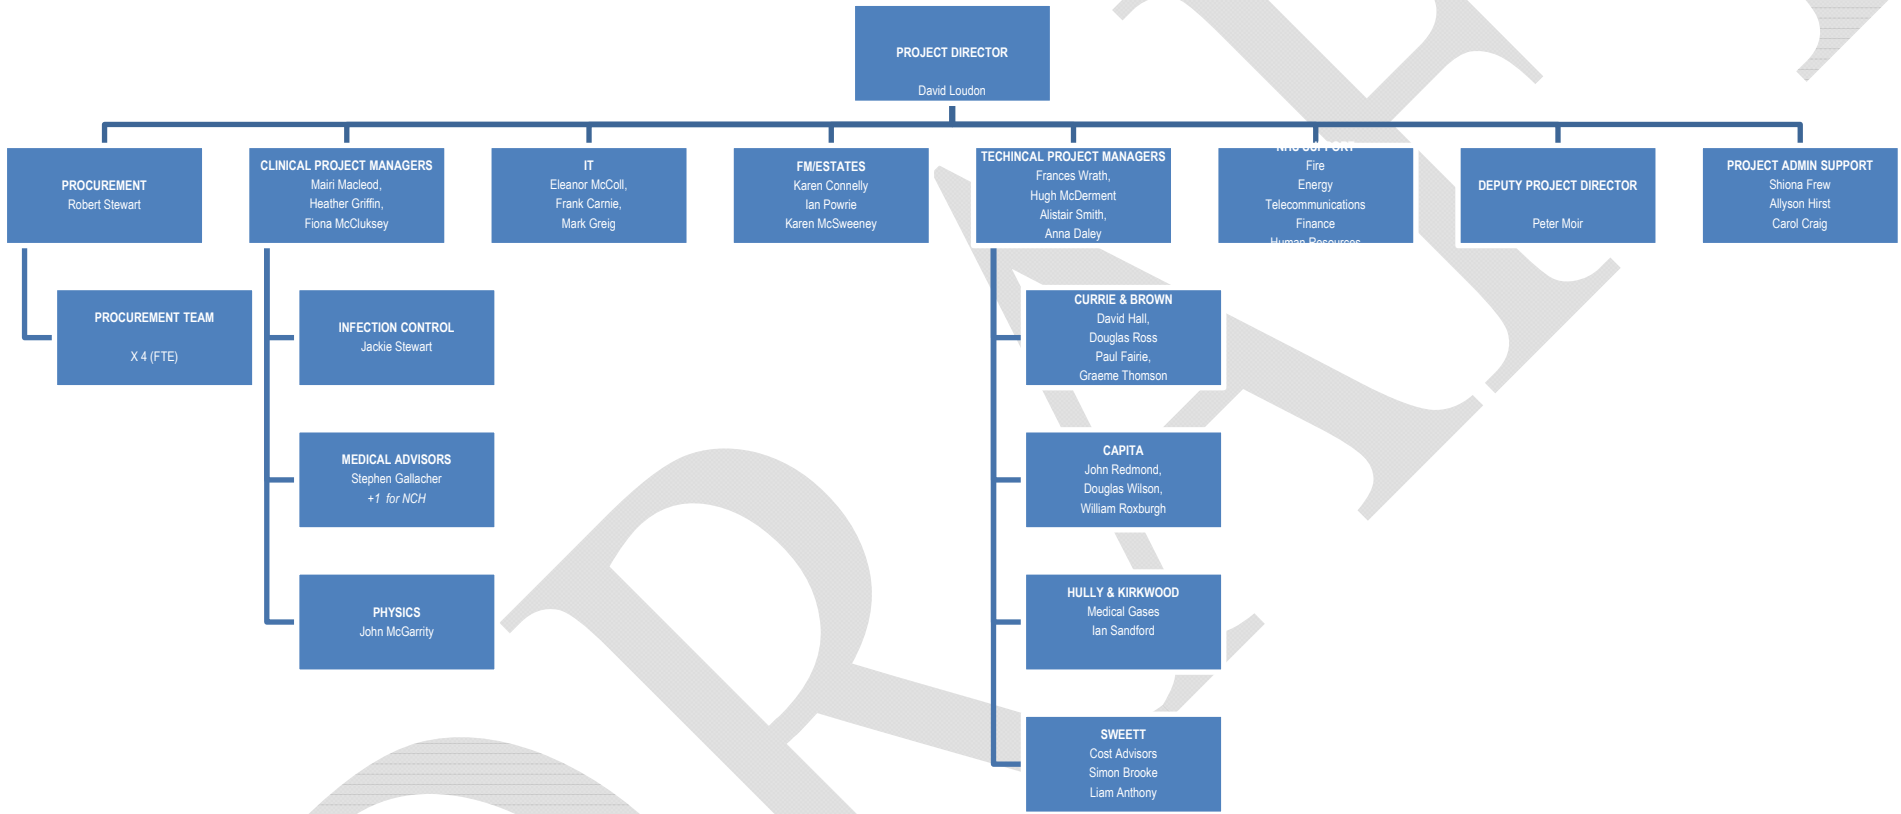 PROJECT DIRECTOR
David Loudon
PROCUREMENT
Robert Stewart
CLINICAL PROJECT MANAGERS
Mairi Macleod,
Heather Griffin,
Fiona McCluksey
IT
Eleanor McColl,
Frank Carnie,
Mark Greig
FM/ESTATES
Karen Connelly
Ian Powrie
Karen McSweeney
TECHINCAL PROJECT MANAGERS
Frances Wrath,
Hugh McDerment
Alistair Smith,
Anna Daley
NHS SUPPORT
Fire
Energy
Telecommunications
Finance
Human Resources
DEPUTY PROJECT DIRECTOR
Peter Moir
PROJECT ADMIN SUPPORT
Shiona Frew
Allyson Hirst
Carol Craig
PROCUREMENT TEAM
X 4 (FTE)
INFECTION CONTROL
Jackie Stewart
MEDICAL ADVISORS
Stephen Gallacher
+1 for NCH
PHYSICS
John McGarrity
CURRIE & BROWN
David Hall,
Douglas Ross
Paul Fairie,
Graeme Thomson
CAPITA
John Redmond,
Douglas Wilson,
William Roxburgh
HULLY & KIRKWOOD
Medical Gases
Ian Sandford
SWEETT
Cost Advisors
Simon Brooke
Liam Anthony